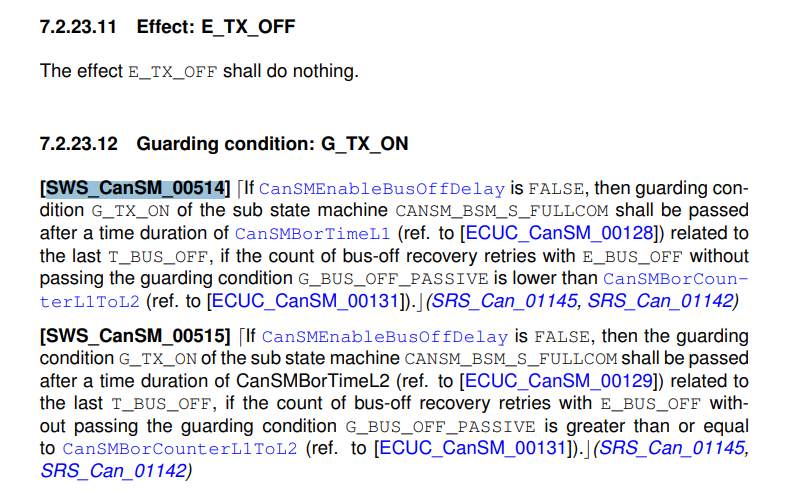 7.2.23.11 Effect: E_TX_OFF
The effect E_TX_OFF shall do nothing.
7.2.23.12 Guarding condition: G_TX_ON
[SWS_CanSM_00514] ⌈If CanSMEnableBusOffDelay is FALSE, then guarding con-
dition G_TX_ON of the sub state machine CANSM_BSM_S_FULLCOM shall be passed
after a time duration of CanSMBorTimeL1 (ref. to [ECUC_CanSM_00128]) related to
the last T_BUS_OFF, if the count of bus-off recovery retries with E_BUS_OFF without
passing the guarding condition G_BUS_OFF_PASSIVE is lower than CanSMBorCoun-
terL1ToL2 (ref. to [ECUC_CanSM_00131]).⌋(SRS_Can_01145, SRS_Can_01142)
[SWS_CanSM_00515] ⌈If CanSMEnableBusOffDelay is FALSE, then the guarding
condition G_TX_ON of the sub state machine CANSM_BSM_S_FULLCOM shall be passed
after a time duration of CanSMBorTimeL2 (ref. to [ECUC_CanSM_00129]) related to
the last T_BUS_OFF, if the count of bus-off recovery retries with E_BUS_OFF with-
out passing the guarding condition G_BUS_OFF_PASSIVE is greater than or equal
to CanSMBorCounterL1ToL2 (ref. to [ECUC_CanSM_00131]).⌋(SRS_Can_01145,
SRS_Can_01142)